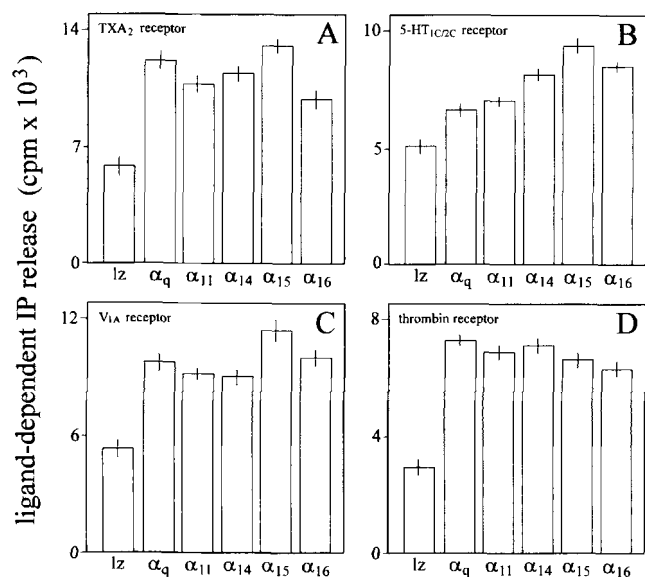 ligand-dependent IP release (cpm x 10³)
TXA₂ receptor
A
14
7
0
lz αq α₁₁ α₁₄ α₁₅ α₁₆
5-HT₁C/₂C receptor
B
10
5
0
lz αq α₁₁ α₁₄ α₁₅ α₁₆
V₁A receptor
C
12
6
0
lz αq α₁₁ α₁₄ α₁₅ α₁₆
thrombin receptor
D
8
4
0
lz αq α₁₁ α₁₄ α₁₅ α₁₆